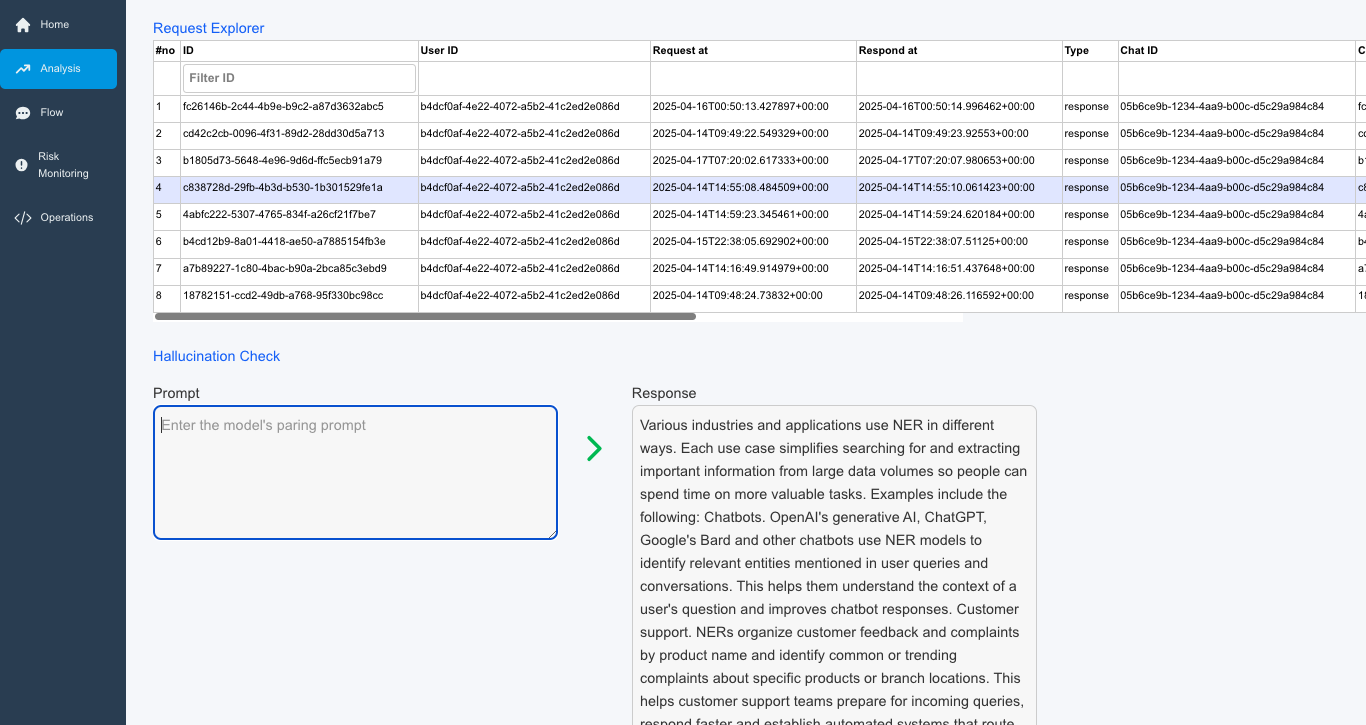 Home
Analysis
Flow
Risk
Monitoring
Operations
Request Explorer
#no ID User ID Request at Respond at Type Chat ID C
Filter ID
1 fc26146b-2c44-4b9e-b9c2-a87d3632abc5 b4dcf0af-4e22-4072-a5b2-41c2ed2e086d 2025-04-16T00:50:13.427897+00:00 2025-04-16T00:50:14.996462+00:00 response 05b6ce9b-1234-4aa9-b00c-d5c29a984c84 fc
2 cd42c2cb-0096-4f31-89d2-28dd30d5a713 b4dcf0af-4e22-4072-a5b2-41c2ed2e086d 2025-04-14T09:49:22.549329+00:00 2025-04-14T09:49:23.92553+00:00 response 05b6ce9b-1234-4aa9-b00c-d5c29a984c84 cd
3 b1805d73-5648-4e96-9d6d-ffc5ecb91a79 b4dcf0af-4e22-4072-a5b2-41c2ed2e086d 2025-04-17T07:20:02.617333+00:00 2025-04-17T07:20:07.980653+00:00 response 05b6ce9b-1234-4aa9-b00c-d5c29a984c84 b1
4 c838728d-29fb-4b3d-b530-1b301529fe1a b4dcf0af-4e22-4072-a5b2-41c2ed2e086d 2025-04-14T14:55:08.484509+00:00 2025-04-14T14:55:10.061423+00:00 response 05b6ce9b-1234-4aa9-b00c-d5c29a984c84 c8
5 4abfc222-5307-4765-834f-a26cf21f7be7 b4dcf0af-4e22-4072-a5b2-41c2ed2e086d 2025-04-14T14:59:23.345461+00:00 2025-04-14T14:59:24.620184+00:00 response 05b6ce9b-1234-4aa9-b00c-d5c29a984c84 4a
6 b4cd12b9-8a01-4418-ae50-a7885154fb3e b4dcf0af-4e22-4072-a5b2-41c2ed2e086d 2025-04-15T22:38:05.692902+00:00 2025-04-15T22:38:07.51125+00:00 response 05b6ce9b-1234-4aa9-b00c-d5c29a984c84 b4
7 a7b89227-1c80-4bac-b90a-2bca85c3ebd9 b4dcf0af-4e22-4072-a5b2-41c2ed2e086d 2025-04-14T14:16:49.914979+00:00 2025-04-14T14:16:51.437648+00:00 response 05b6ce9b-1234-4aa9-b00c-d5c29a984c84 a7
8 18782151-ccd2-49db-a768-95f330bc98cc b4dcf0af-4e22-4072-a5b2-41c2ed2e086d 2025-04-14T09:48:24.73832+00:00 2025-04-14T09:48:26.116592+00:00 response 05b6ce9b-1234-4aa9-b00c-d5c29a984c84 18
Hallucination Check
Prompt
Enter the model's paring prompt
Response
Various industries and applications use NER in different
ways. Each use case simplifies searching for and extracting
important information from large data volumes so people can
spend time on more valuable tasks. Examples include the
following: Chatbots. OpenAI's generative AI, ChatGPT,
Google's Bard and other chatbots use NER models to
identify relevant entities mentioned in user queries and
conversations. This helps them understand the context of a
user's question and improves chatbot responses. Customer
support. NERs organize customer feedback and complaints
by product name and identify common or trending
complaints about specific products or branch locations. This
helps customer support teams prepare for incoming queries,
respond faster and establish automated systems that route